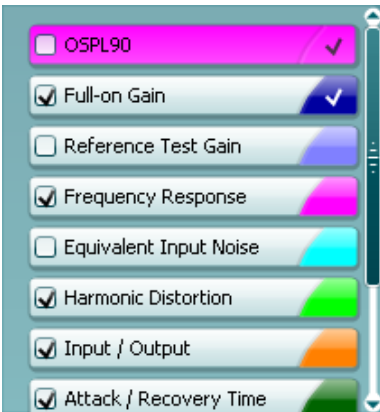 OSPL90
Full-on Gain
Reference Test Gain
Frequency Response
Equivalent Input Noise
Harmonic Distortion
Input / Output
Attack / Recovery Time